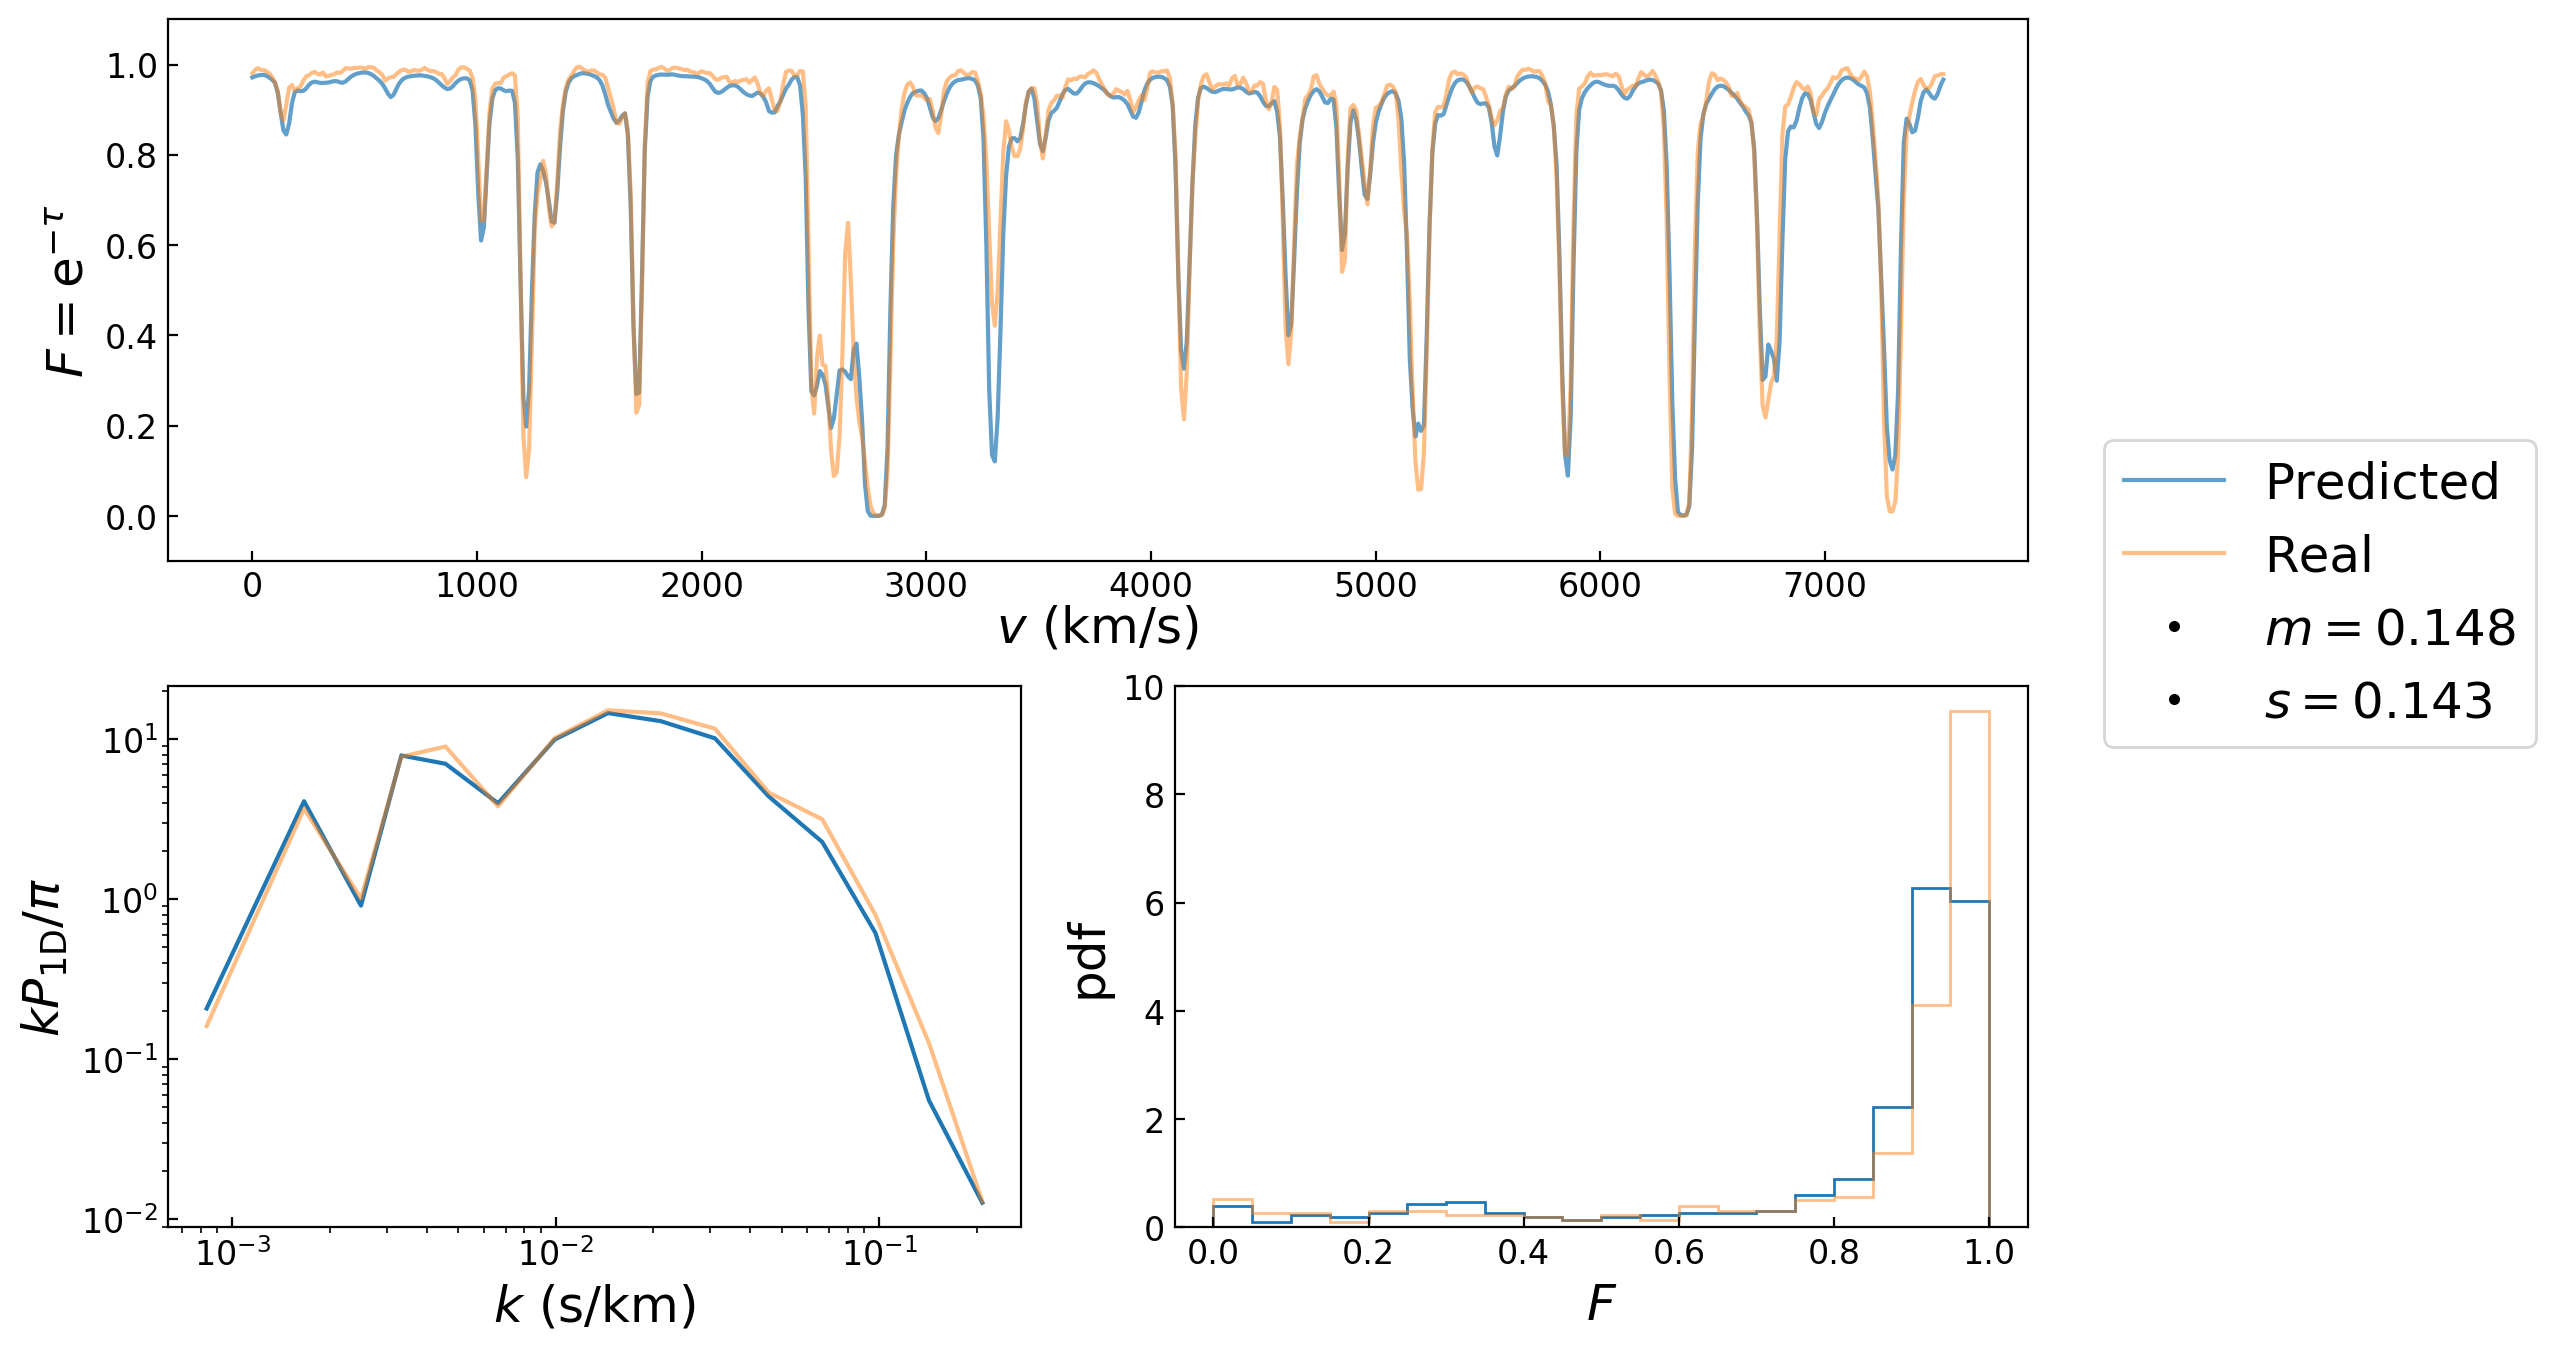 1.0
0.8
0.6
0.4
0.2
0.0
F = e^{−τ}
0 1000 2000 3000 4000 5000 6000 7000
v (km/s)
Predicted
Real
m = 0.148
s = 0.143
10^1
10^0
10^{−1}
10^{−2}
kP_{1D}/π
10^{−3} 10^{−2} 10^{−1}
k (s/km)
10
8
6
4
2
0
pdf
0.0 0.2 0.4 0.6 0.8 1.0
F